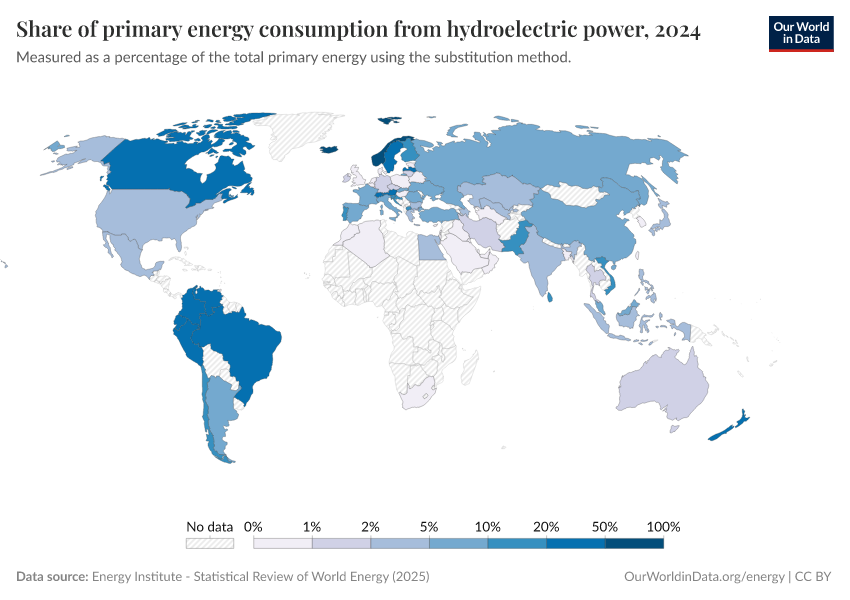 Share of primary energy consumption from hydroelectric power, 2024
Our World
in Data
Measured as a percentage of the total primary energy using the substitution method.
No data 0% 1% 2% 5% 10% 20% 50% 100%
Data source: Energy Institute - Statistical Review of World Energy (2025)
OurWorldinData.org/energy | CC BY